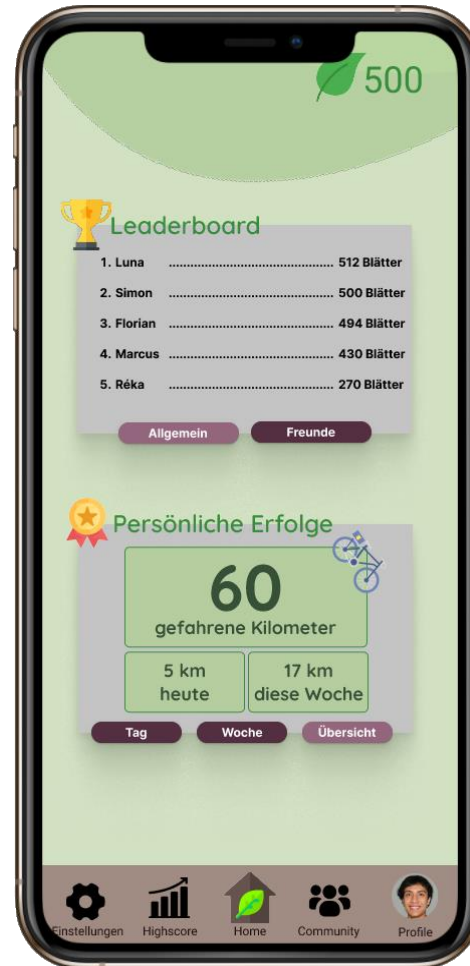 500
Leaderboard
1. Luna ................................................ 512 Blätter
2. Simon ................................................ 500 Blätter
3. Florian ................................................ 494 Blätter
4. Marcus ................................................ 430 Blätter
5. Réka ................................................ 270 Blätter
Allgemein Freunde
Persönliche Erfolge
60
gefahrene Kilometer
5 km 17 km
heute diese Woche
Tag Woche Übersicht
Einstellungen Highscore Home Community Profile